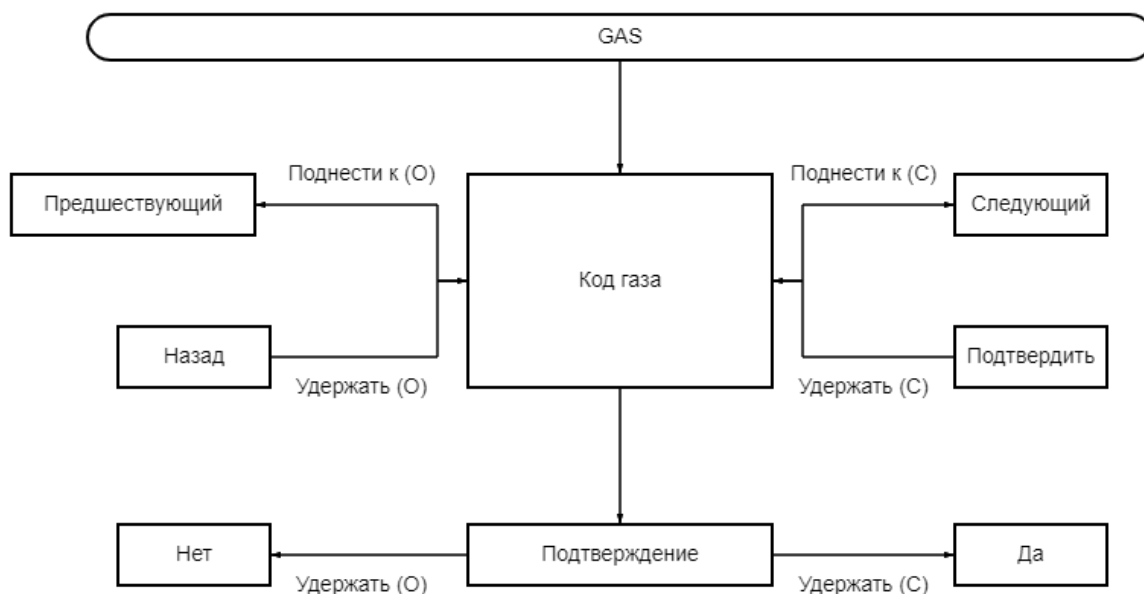 GAS
Поднести к (О)
Поднести к (С)
Предшествующий
Следующий
Код газа
Назад
Подтвердить
Удержать (О)
Удержать (С)
Нет
Подтверждение
Да
Удержать (О)
Удержать (С)